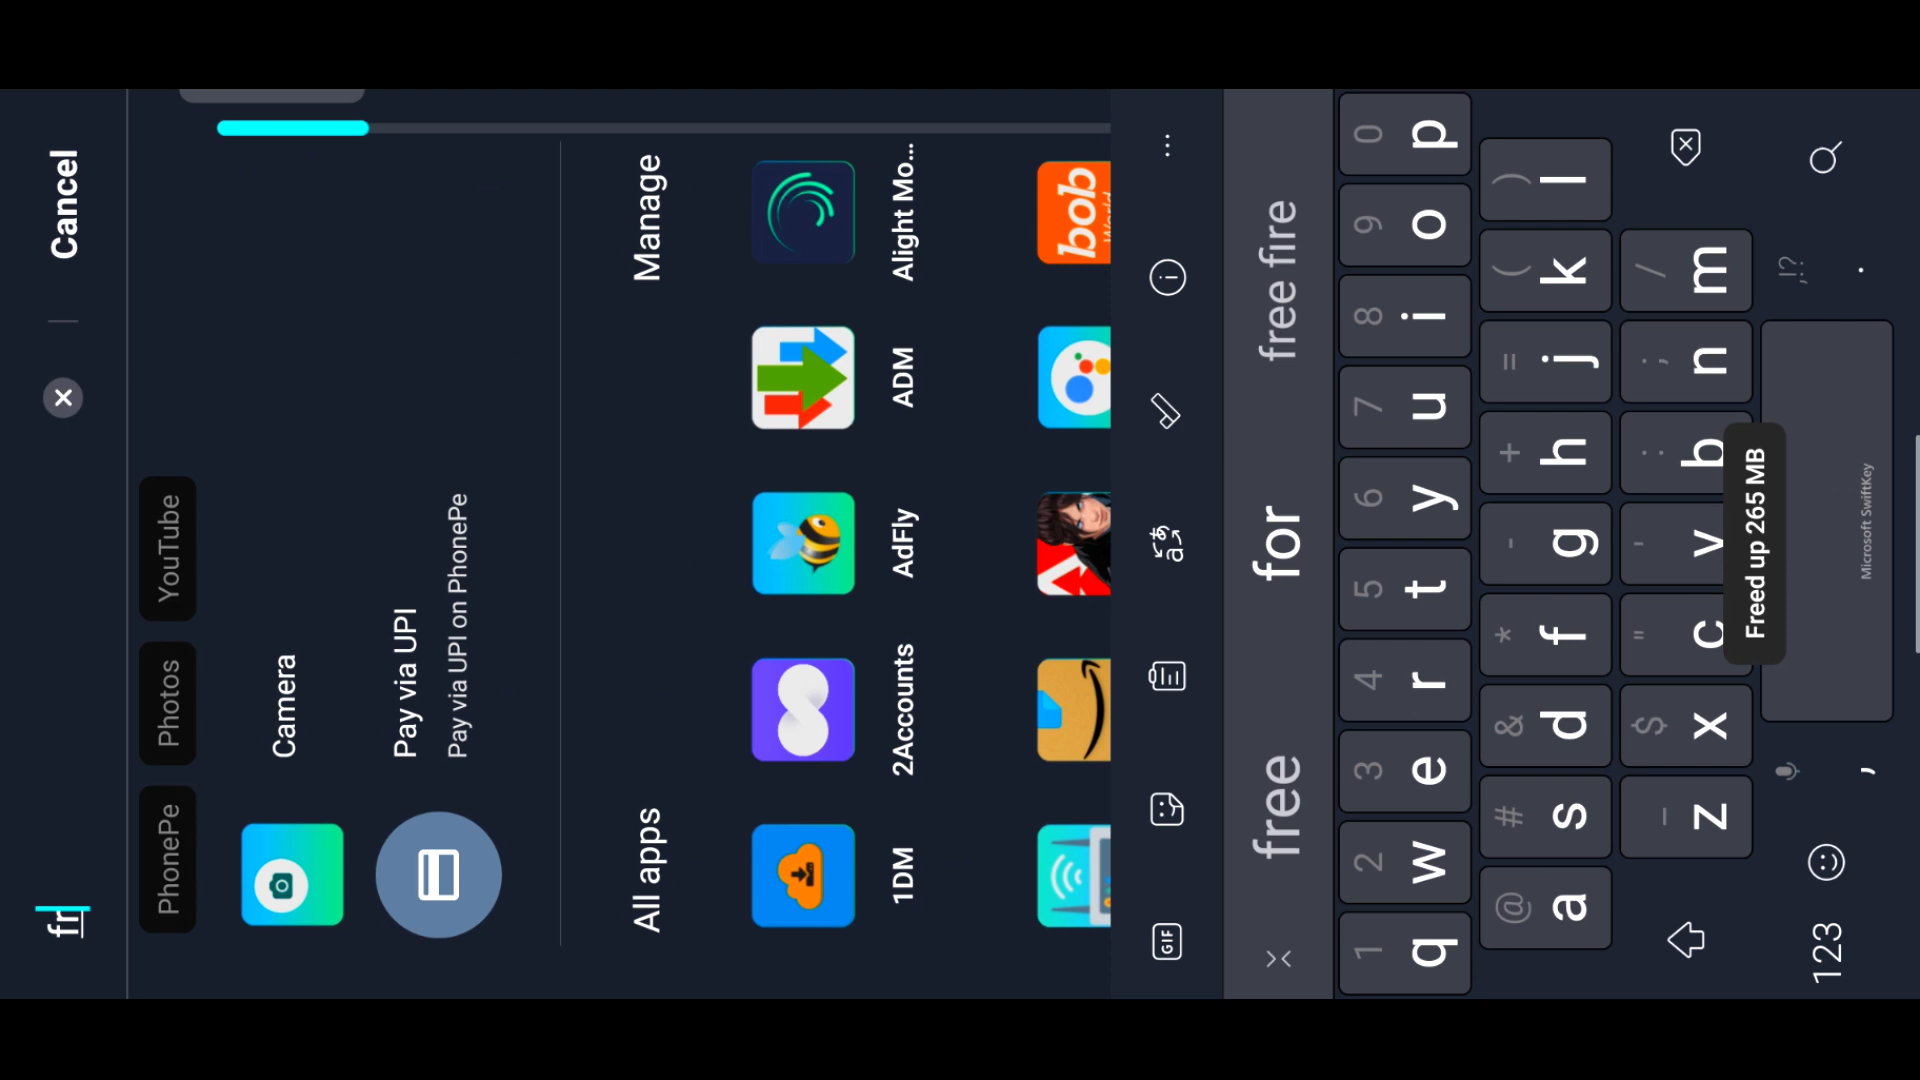 fr
Cancel
PhonePe
Photos
YouTube
Camera
Pay via UPI
Pay via UPI on PhonePe
All apps
Manage
1DM
2Accounts
AdFly
ADM
Alight Mo...
bob
World
GIF
free
for
free fire
1 2 3 4 5 6 7 8 9 0
q w e r t y u i o p
@ # & * - + = ( )
a s d f g h j k l
_ $ " ' : ; /
z x c v b n m
Freed up 265 MB
123
,
Microsoft SwiftKey
,!?
.